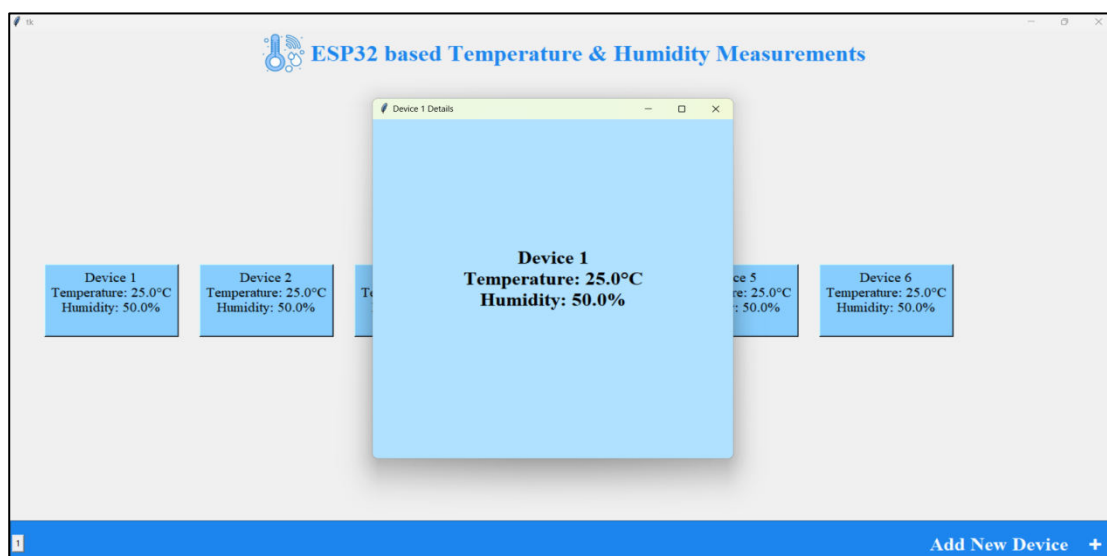 tk
ESP32 based Temperature & Humidity Measurements
Device 1 Details
Device 1
Temperature: 25.0°C
Humidity: 50.0%
Device 1
Temperature: 25.0°C
Humidity: 50.0%
Device 2
Temperature: 25.0°C
Humidity: 50.0%
ce 5
re: 25.0°C
: 50.0%
Device 6
Temperature: 25.0°C
Humidity: 50.0%
1
Add New Device +